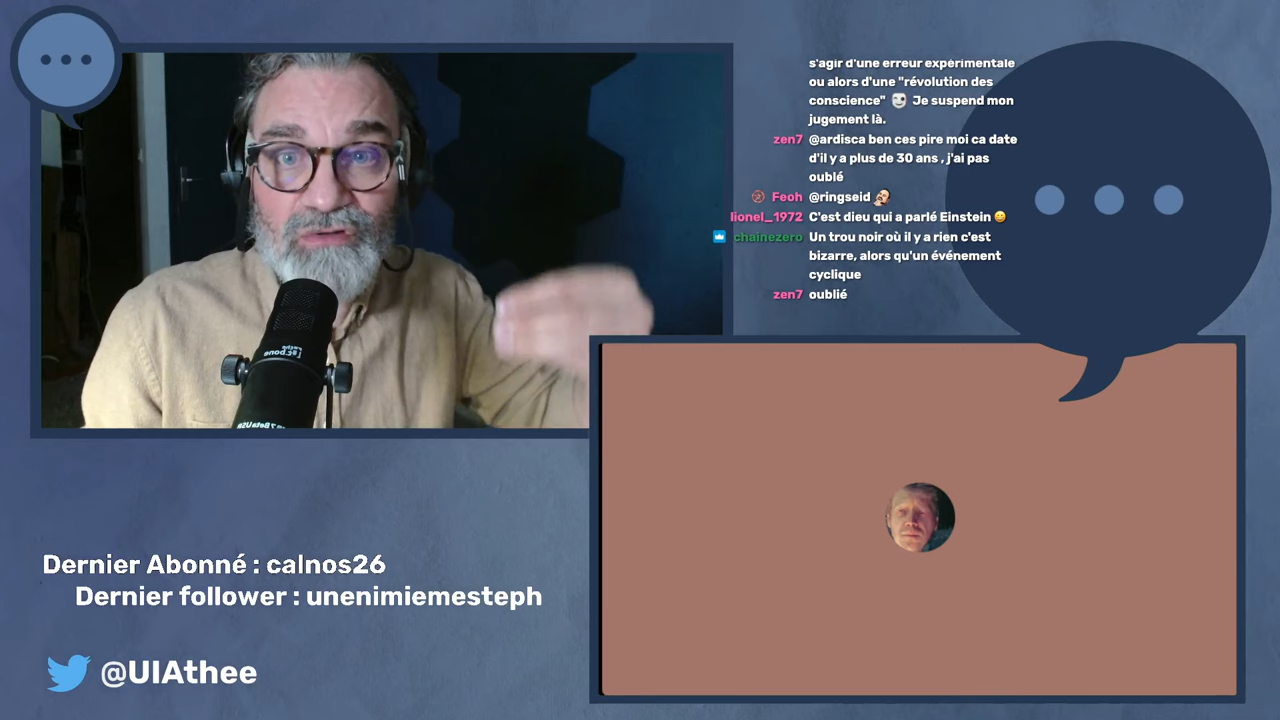 s'agir d'une erreur expérimentale
ou alors d'une "révolution des
conscience" Je suspend mon
jugement là.
zen7 @ardisca ben ces pire moi ca date
d'il y a plus de 30 ans , j'ai pas
oublé
Feoh @ringseid
lionel_1972 C'est dieu qui a parlé Einstein
chainezero Un trou noir où il y a rien c'est
bizarre, alors qu'un événement
cyclique
zen7 oublié
Dernier Abonné : calnos26
Dernier follower : unenimiemesteph
@UIAthee